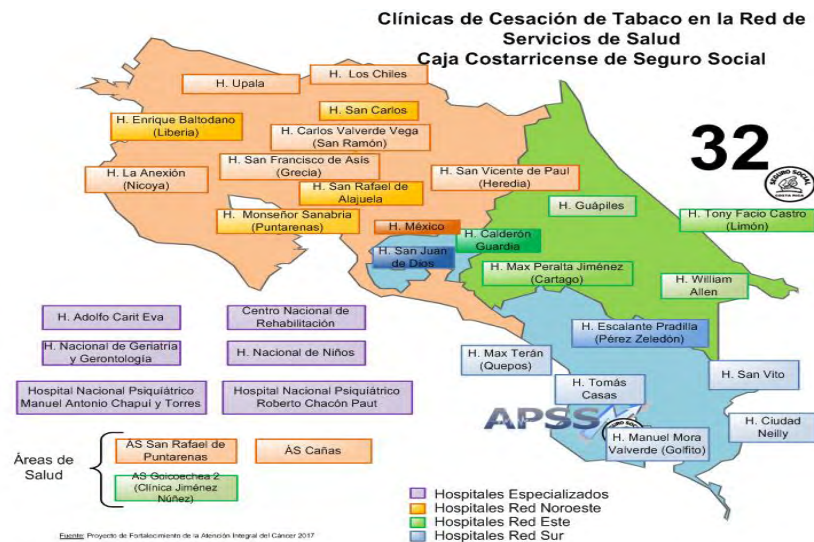 Clínicas de Cesación de Tabaco en la Red de
Servicios de Salud
Caja Costarricense de Seguro Social
32
SEGURO SOCIAL
COSTA RICA
H. Upala
H. Los Chiles
H. Enrique Baltodano
(Liberia)
H. San Carlos
H. Carlos Valverde Vega
(San Ramón)
H. La Anexión
(Nicoya)
H. San Francisco de Asís
(Grecia)
H. San Vicente de Paul
(Heredia)
H. San Rafael de
Alajuela
H. Monseñor Sanabria
(Puntarenas)
H. México
H. San Juan
de Dios
H. Calderón
Guardia
H. Guápiles
H. Tony Facio Castro
(Limón)
H. Max Peralta Jiménez
(Cartago)
H. William
Allen
H. Escalante Pradilla
(Pérez Zeledón)
H. Max Terán
(Quepos)
H. San Vito
H. Tomás
Casas
APSS
H. Ciudad
Neilly
H. Manuel Mora
Valverde (Golfito)
H. Adolfo Carit Eva
Centro Nacional de
Rehabilitación
H. Nacional de Geriatría
y Gerontología
H. Nacional de Niños
Hospital Nacional Psiquiátrico
Manuel Antonio Chapui y Torres
Hospital Nacional Psiquiátrico
Roberto Chacón Paut
Áreas de
Salud
AS San Rafael de
Puntarenas
ÁS Cañas
AS Goicoechea 2
(Clínica Jiménez
Núñez)
Hospitales Especializados
Hospitales Red Noroeste
Hospitales Red Este
Hospitales Red Sur
Fuente: Proyecto de Fortalecimiento de la Atención Integral del Cáncer 2017